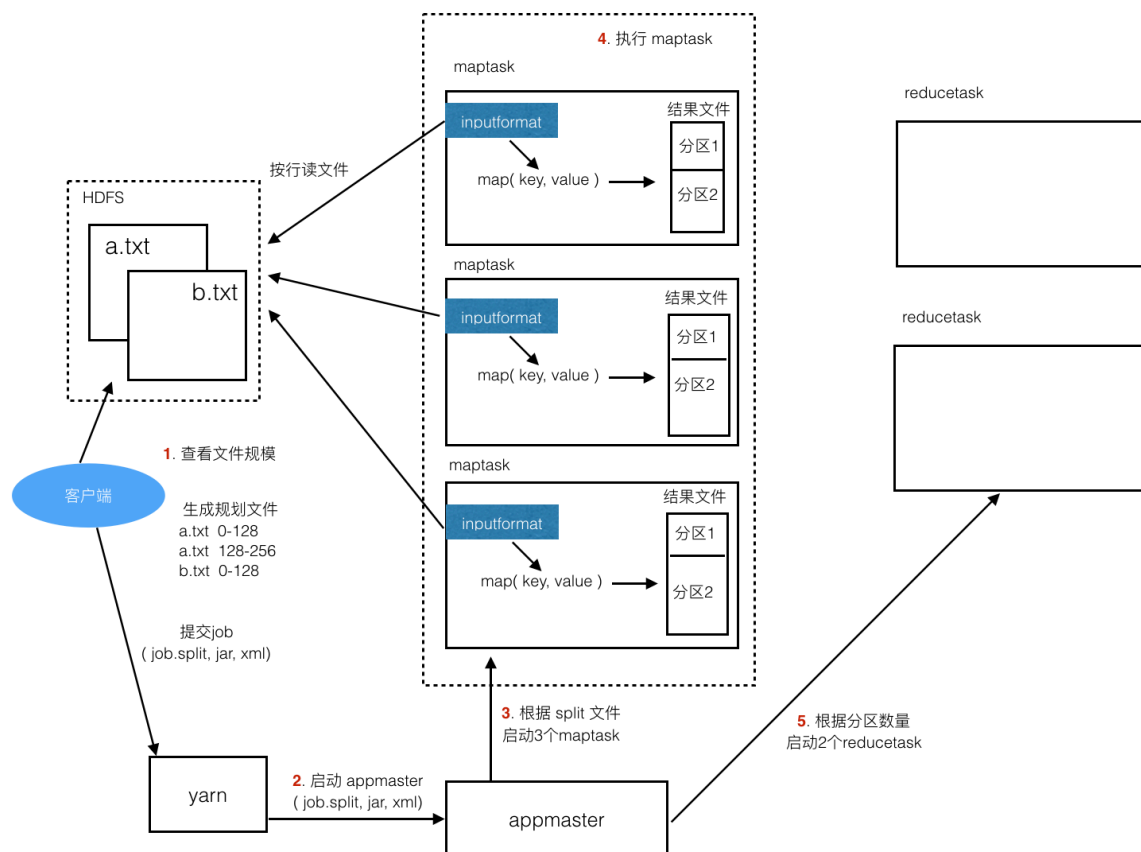 4. 执行 maptask
maptask
inputformat
结果文件
分区1
map( key, value )
分区2
reducetask
按行读文件
HDFS
a.txt
b.txt
maptask
inputformat
结果文件
分区1
map( key, value )
分区2
reducetask
1. 查看文件规模
客户端
生成规划文件
a.txt 0-128
a.txt 128-256
b.txt 0-128
maptask
inputformat
结果文件
分区1
map( key, value )
分区2
提交job
( job.split, jar, xml)
3. 根据 split 文件
启动3个maptask
5. 根据分区数量
启动2个reducetask
yarn
2. 启动 appmaster
( job.split, jar, xml)
appmaster